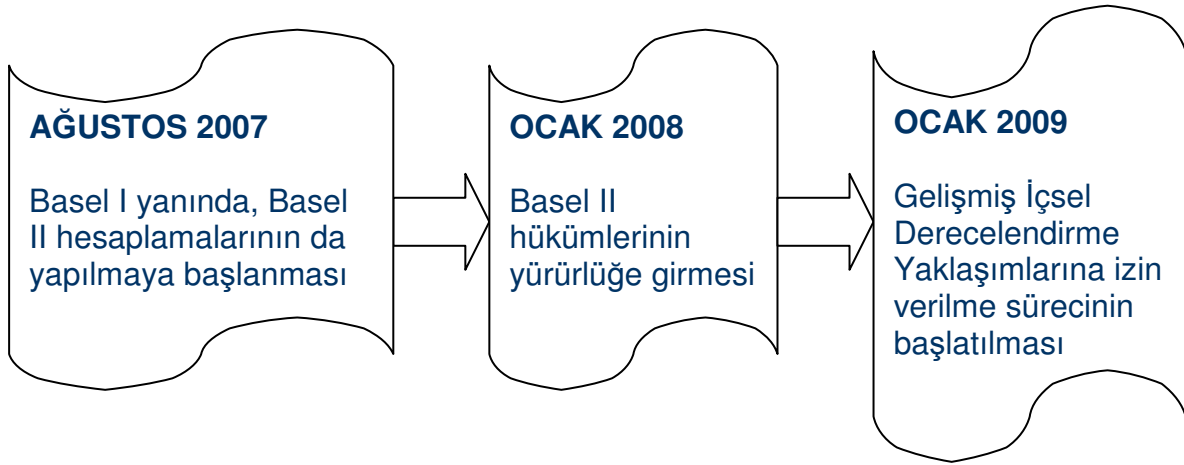 AĞUSTOS 2007
Basel I yanında, Basel
II hesaplamalarının da
yapılmaya başlanması
OCAK 2008
Basel II
hükümlerinin
yürürlüğe girmesi
OCAK 2009
Gelişmiş İçsel
Derecelendirme
Yaklaşımlarına izin
verilme sürecinin
başlatılması